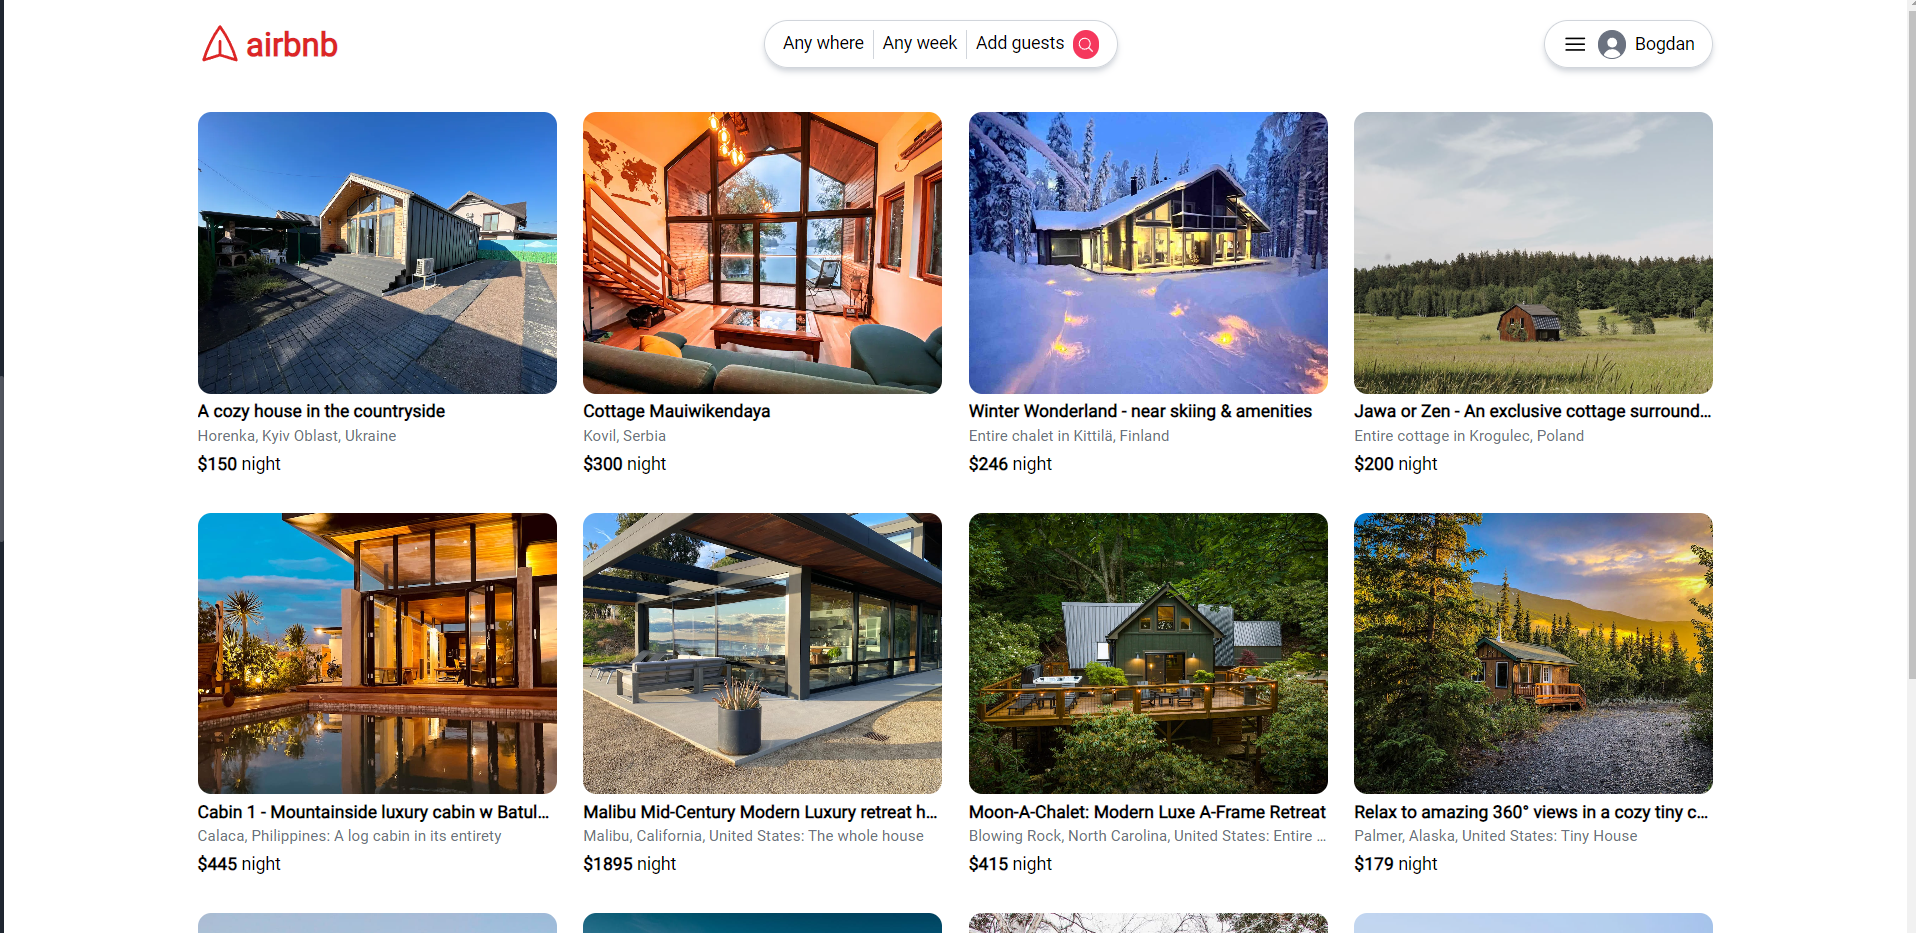 airbnb
Any where
Any week
Add guests
Bogdan
A cozy house in the countryside
Horenka, Kyiv Oblast, Ukraine
$150 night
Cottage Mauiwikendaya
Kovil, Serbia
$300 night
Winter Wonderland - near skiing & amenities
Entire chalet in Kittilä, Finland
$246 night
Jawa or Zen - An exclusive cottage surround...
Entire cottage in Krogulec, Poland
$200 night
Cabin 1 - Mountainside luxury cabin w Batul...
Calaca, Philippines: A log cabin in its entirety
$445 night
Malibu Mid-Century Modern Luxury retreat h...
Malibu, California, United States: The whole house
$1895 night
Moon-A-Chalet: Modern Luxe A-Frame Retreat
Blowing Rock, North Carolina, United States: Entire ...
$415 night
Relax to amazing 360° views in a cozy tiny c...
Palmer, Alaska, United States: Tiny House
$179 night